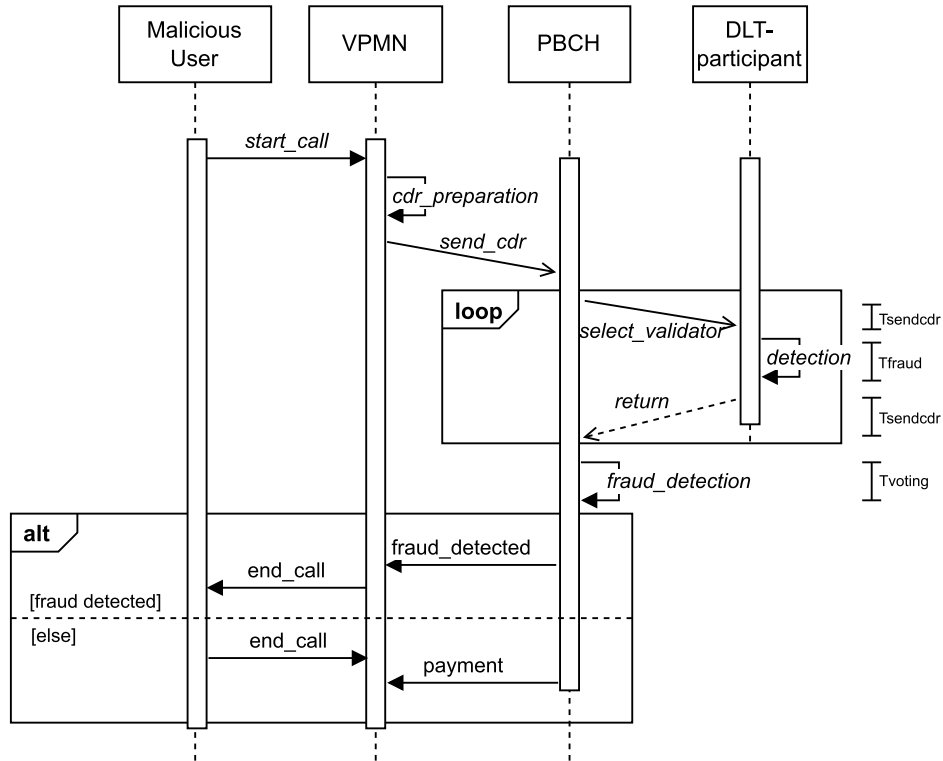 Malicious
User
VPMN
PBCH
DLT-
participant
start_call
cdr_preparation
send_cdr
loop
select_validator
Tsendcdr
detection
Tfraud
return
Tsendcdr
fraud_detection
Tvoting
alt
fraud_detected
end_call
[fraud detected]
[else]
end_call
payment